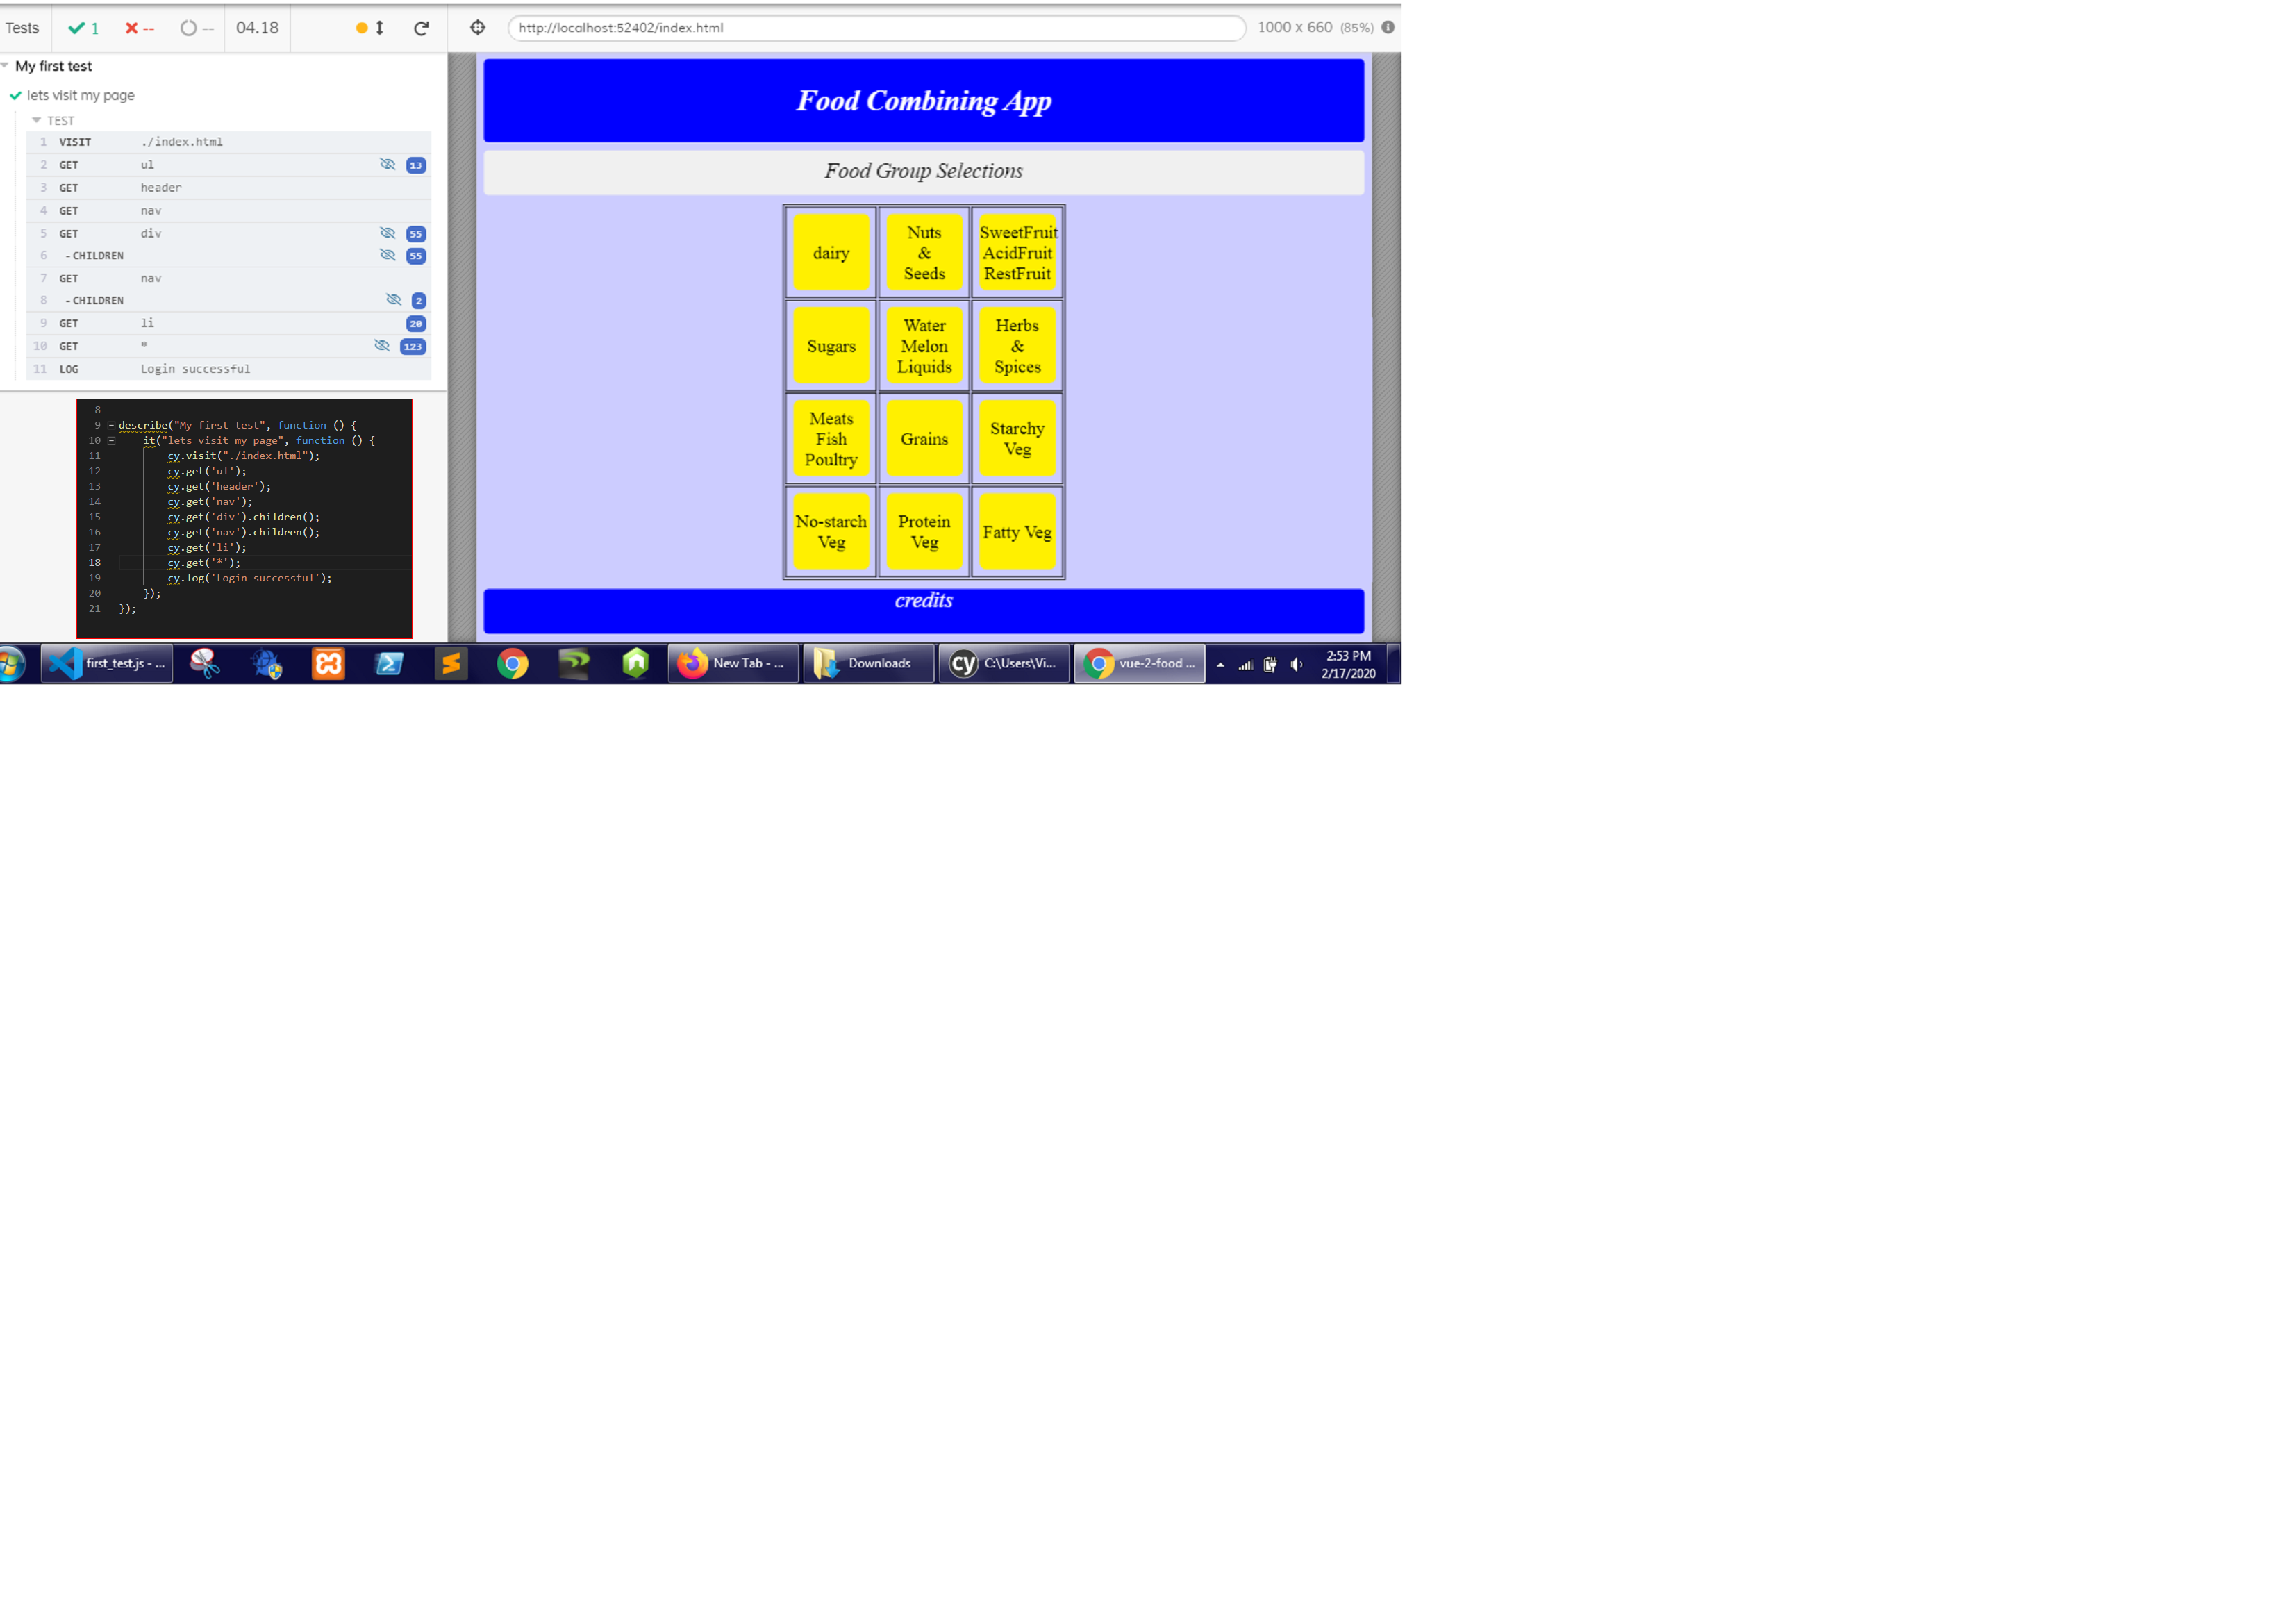 Tests 1 -- -- 04.18 http://localhost:52402/index.html 1000 x 660 (85%)
My first test
lets visit my page
TEST
1 VISIT ./index.html
2 GET ul 13
3 GET header
4 GET nav
5 GET div 55
6 -CHILDREN 55
7 GET nav
8 -CHILDREN 2
9 GET li 20
10 GET * 123
11 LOG Login successful
8
9 describe("My first test", function () {
10 it("lets visit my page", function () {
11 cy.visit("./index.html");
12 cy.get('ul');
13 cy.get('header');
14 cy.get('nav');
15 cy.get('div').children();
16 cy.get('nav').children();
17 cy.get('li');
18 cy.get('*');
19 cy.log('Login successful');
20 });
21 });
Food Combining App
Food Group Selections
dairy
Nuts
&
Seeds
SweetFruit
AcidFruit
RestFruit
Sugars
Water
Melon
Liquids
Herbs
&
Spices
Meats
Fish
Poultry
Grains
Starchy
Veg
No-starch
Veg
Protein
Veg
Fatty Veg
credits
first_test.js - ... New Tab - ... Downloads cy C:\Users\Vi... vue-2-food ... 2:53 PM
2/17/2020